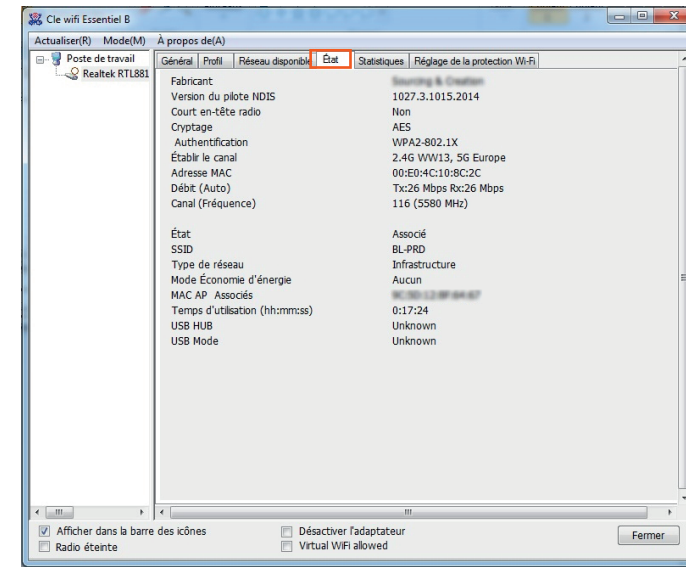 Cle wifi Essentiel B
Actualiser(R) Mode(M) À propos de(A)
Poste de travail
Realtek RTL881
Général Profil Réseau disponible État Statistiques Réglage de la protection Wi-Fi
Fabricant
Version du pilote NDIS 1027.3.1015.2014
Court en-tête radio Non
Cryptage AES
Authentification WPA2-802.1X
Établir le canal 2.4G WW13, 5G Europe
Adresse MAC 00:E0:4C:10:8C:2C
Débit (Auto) Tx:26 Mbps Rx:26 Mbps
Canal (Fréquence) 116 (5580 MHz)
État Associé
SSID BL-PRD
Type de réseau Infrastructure
Mode Économie d'énergie Aucun
MAC AP Associés
Temps d'utilisation (hh:mm:ss) 0:17:24
USB HUB Unknown
USB Mode Unknown
Afficher dans la barre des icônes Désactiver l'adaptateur
Radio éteinte Virtual WiFi allowed
Fermer